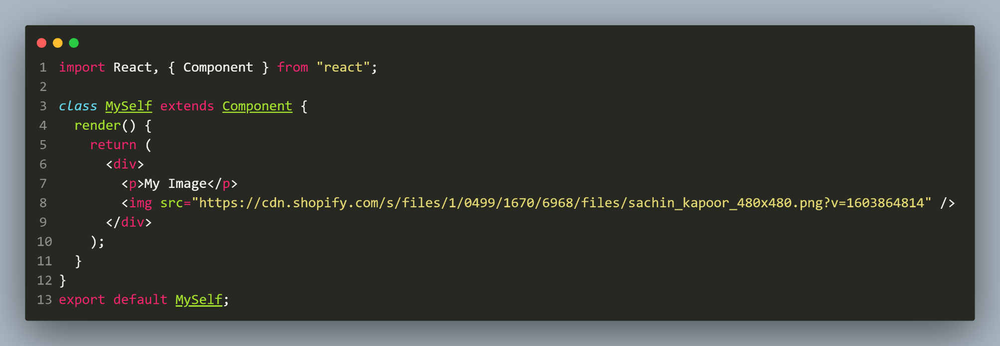 1 import React, { Component } from "react";
2
3 class MySelf extends Component {
4   render() {
5     return (
6       <div>
7         <p>My Image</p>
8         <img src="https://cdn.shopify.com/s/files/1/0499/1670/6968/files/sachin_kapoor_480x480.png?v=1603864814" />
9       </div>
10     );
11   }
12 }
13 export default MySelf;